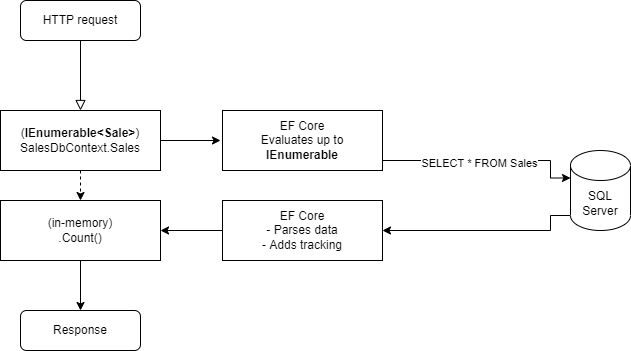 HTTP request
(IEnumerable<Sale>)
SalesDbContext.Sales
EF Core
Evaluates up to
IEnumerable
SELECT * FROM Sales
SQL
Server
(in-memory)
.Count()
EF Core
- Parses data
- Adds tracking
Response